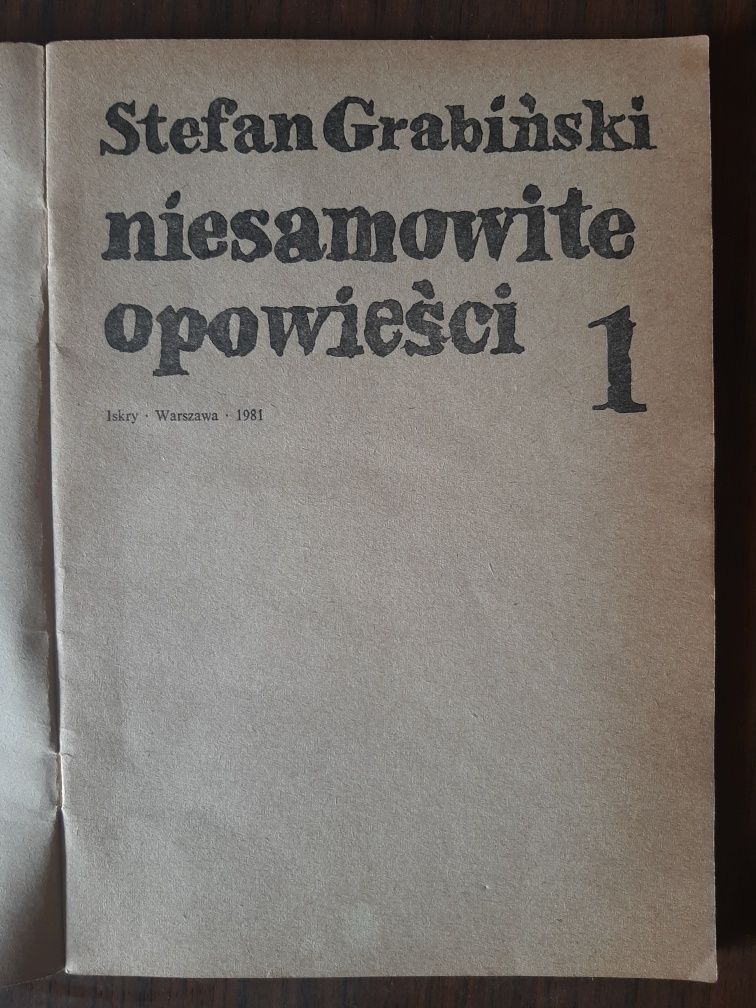 Stefan Grabiński
niesamowite
opowieści 1
Iskry · Warszawa · 1981